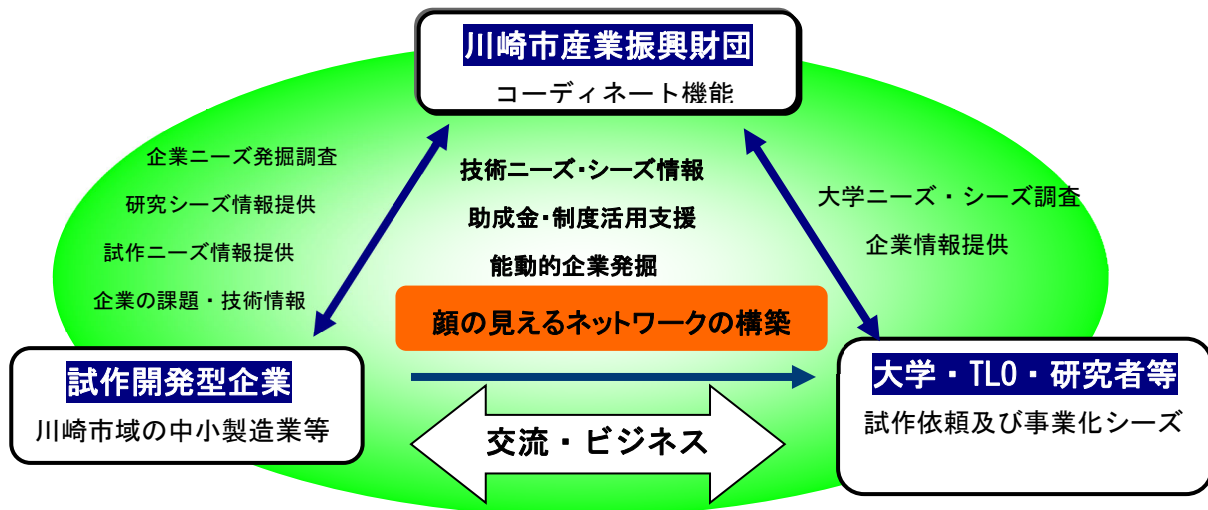 川崎市産業振興財団
コーディネート機能
企業ニーズ発掘調査
研究シーズ情報提供
試作ニーズ情報提供
企業の課題・技術情報
技術ニーズ・シーズ情報
助成金・制度活用支援
能動的企業発掘
顔の見えるネットワークの構築
大学ニーズ・シーズ調査
企業情報提供
試作開発型企業
川崎市域の中小製造業等
交流・ビジネス
大学・TLO・研究者等
試作依頼及び事業化シーズ